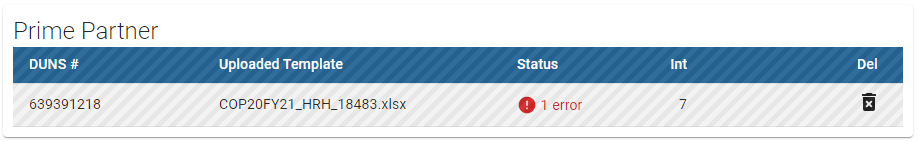 Prime Partner
DUNS # Uploaded Template Status Int Del
639391218 COP20FY21_HRH_18483.xlsx 1 error 7